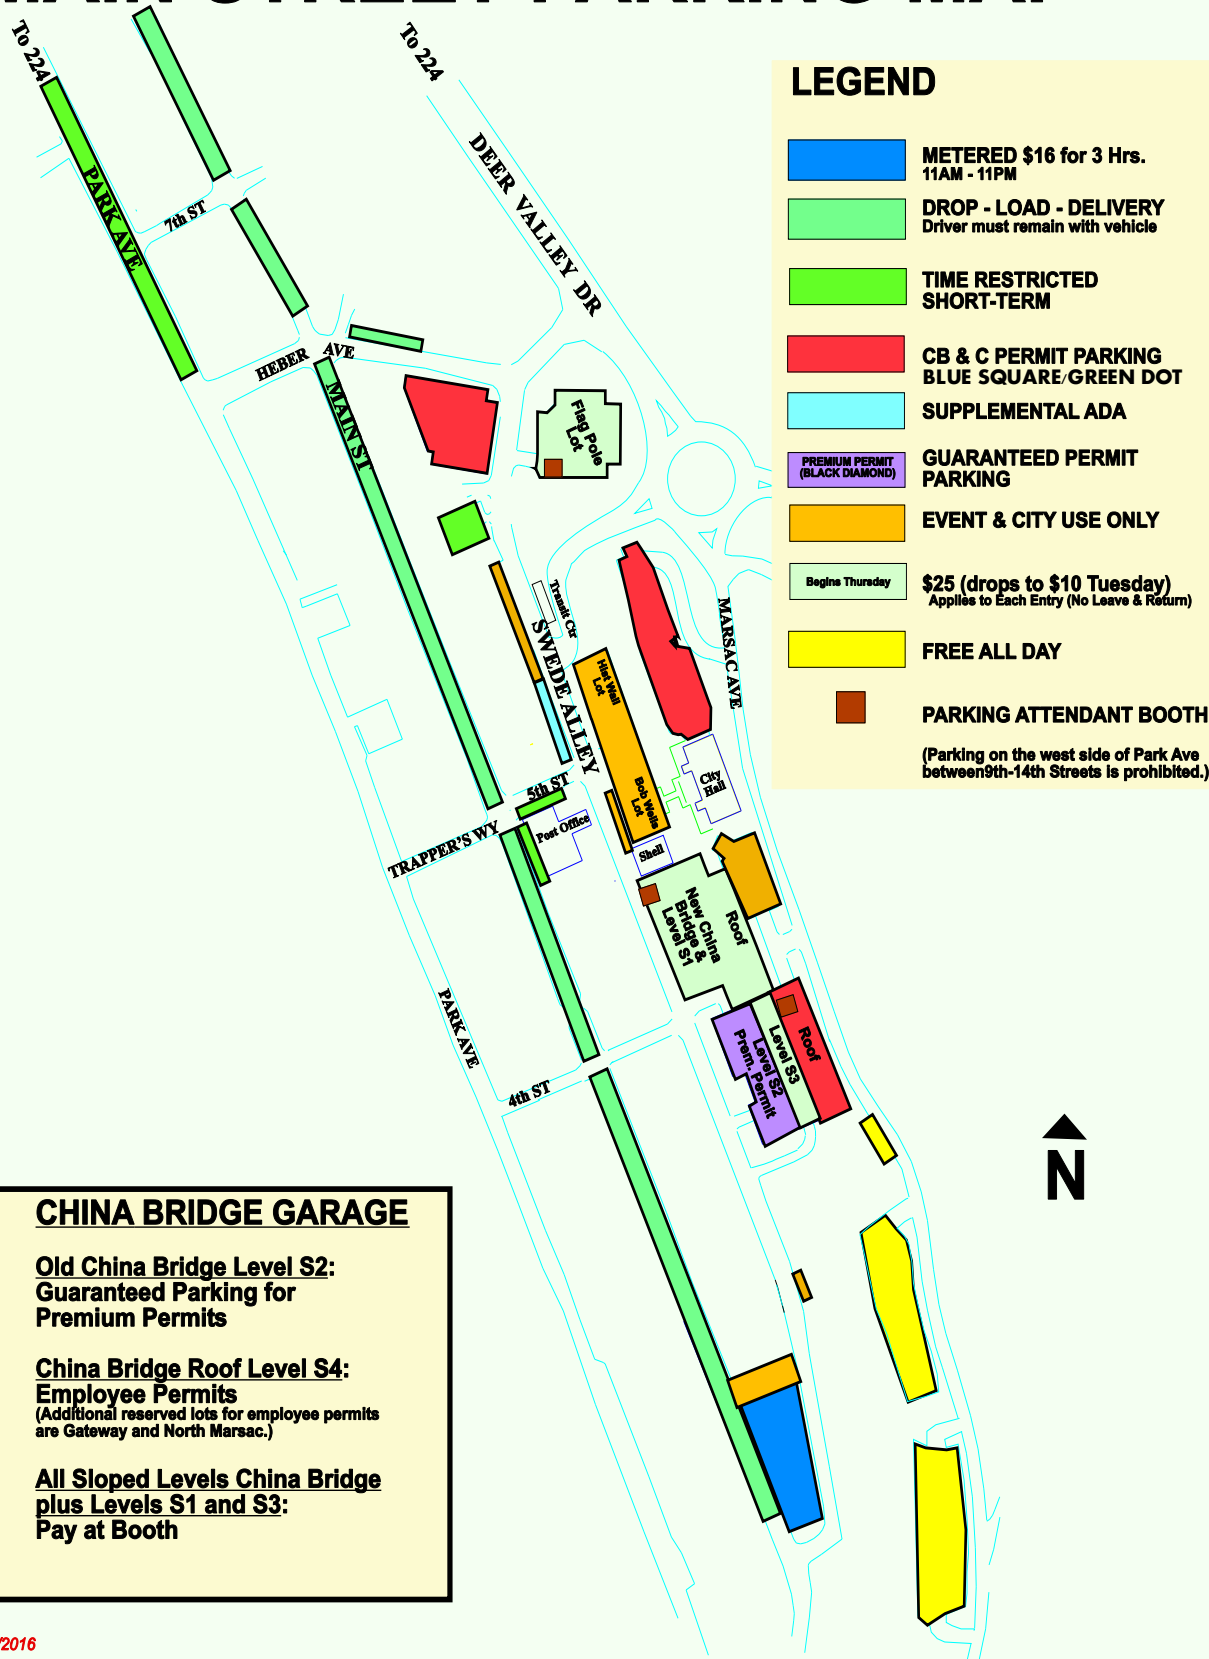 MAIN STREET PARKING MAP
To 224
To 224
DEER VALLEY DR
PARK AVE
7th ST
HEBER AVE
MAIN ST
Flag Pole
Lot
Transit Ctr
SWEDE ALLEY
MARSAC AVE
Hist Wall
Lot
Bob Wells
Lot
City
Hall
5th ST
Post Office
TRAPPER'S WY
Shell
New China
Bridge &
Level S1
Roof
PARK AVE
4th ST
Roof
Level S3
Level S2
Prem. Permit
LEGEND
METERED $16 for 3 Hrs.
11AM - 11PM
DROP - LOAD - DELIVERY
Driver must remain with vehicle
TIME RESTRICTED
SHORT-TERM
CB & C PERMIT PARKING
BLUE SQUARE/GREEN DOT
SUPPLEMENTAL ADA
PREMIUM PERMIT
(BLACK DIAMOND)
GUARANTEED PERMIT
PARKING
EVENT & CITY USE ONLY
Begins Thursday
$25 (drops to $10 Tuesday)
Applies to Each Entry (No Leave & Return)
FREE ALL DAY
PARKING ATTENDANT BOOTH
(Parking on the west side of Park Ave
between9th-14th Streets is prohibited.)
N
CHINA BRIDGE GARAGE
Old China Bridge Level S2:
Guaranteed Parking for
Premium Permits
China Bridge Roof Level S4:
Employee Permits
(Additional reserved lots for employee permits
are Gateway and North Marsac.)
All Sloped Levels China Bridge
plus Levels S1 and S3:
Pay at Booth
/2016